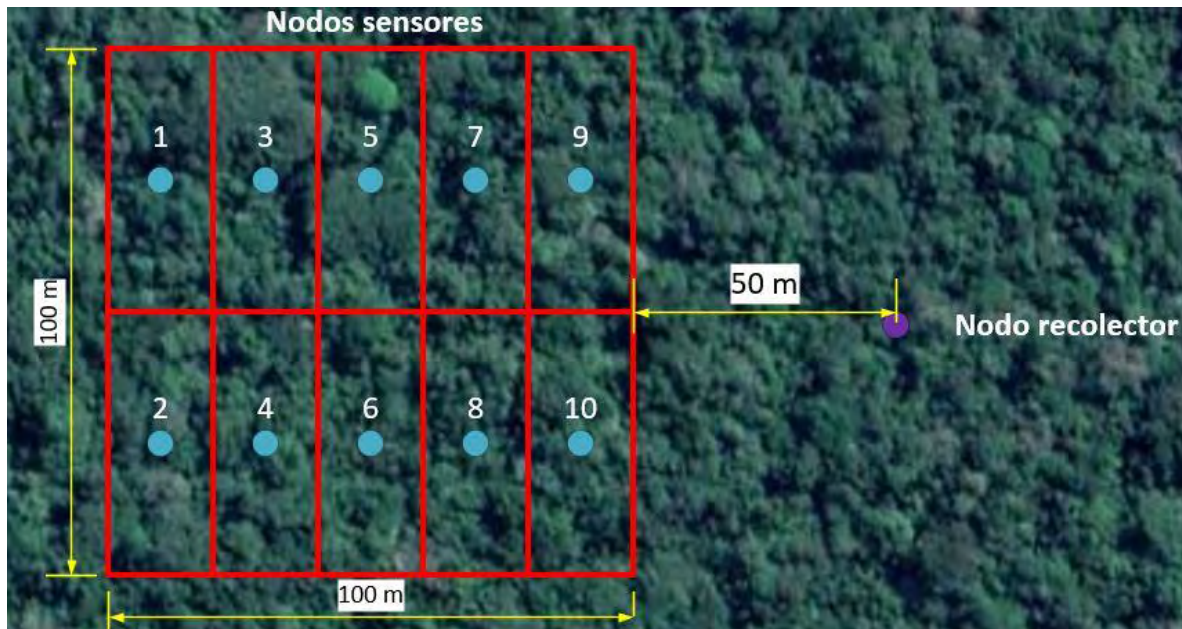 Nodos sensores
1 3 5 7 9
50 m
100 m
Nodo recolector
2 4 6 8 10
100 m